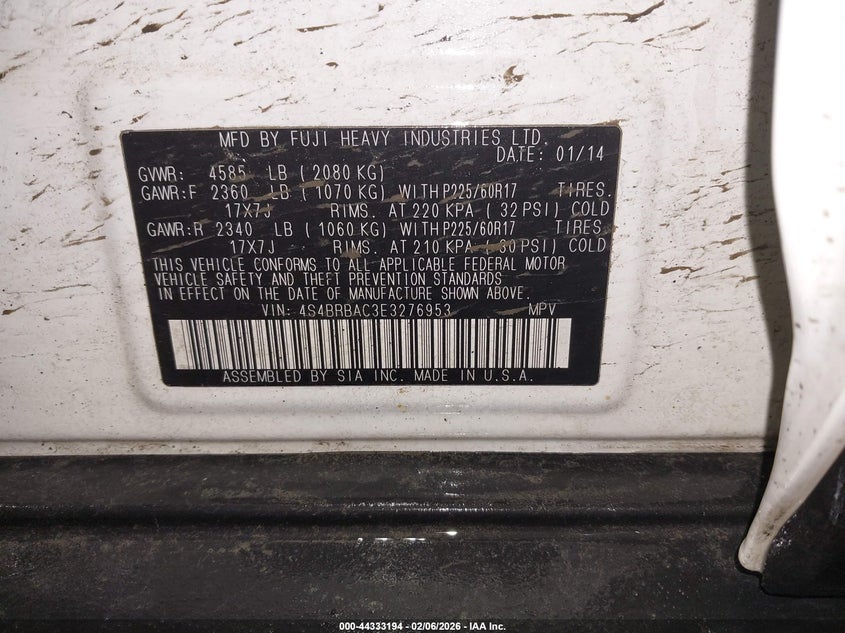 MFD BY FUJI HEAVY INDUSTRIES LTD.
DATE: 01/14
GVWR: 4585 LB ( 2080 KG)
GAWR:F 2360 LB ( 1070 KG) WITH P225/60R17 TIRES.
17X7J RIMS. AT 220 KPA ( 32 PSI) COLD
GAWR:R 2340 LB ( 1060 KG) WITH P225/60R17 TIRES.
17X7J RIMS. AT 210 KPA ( 30 PSI) COLD
THIS VEHICLE CONFORMS TO ALL APPLICABLE FEDERAL MOTOR
VEHICLE SAFETY AND THEFT PREVENTION STANDARDS
IN EFFECT ON THE DATE OF MANUFACTURE SHOWN ABOVE.
VIN: 4S4BRBAC3E3276953 MPV
ASSEMBLED BY SIA INC. MADE IN U.S.A.
000-44333194 - 02/06/2026 - IAA Inc.